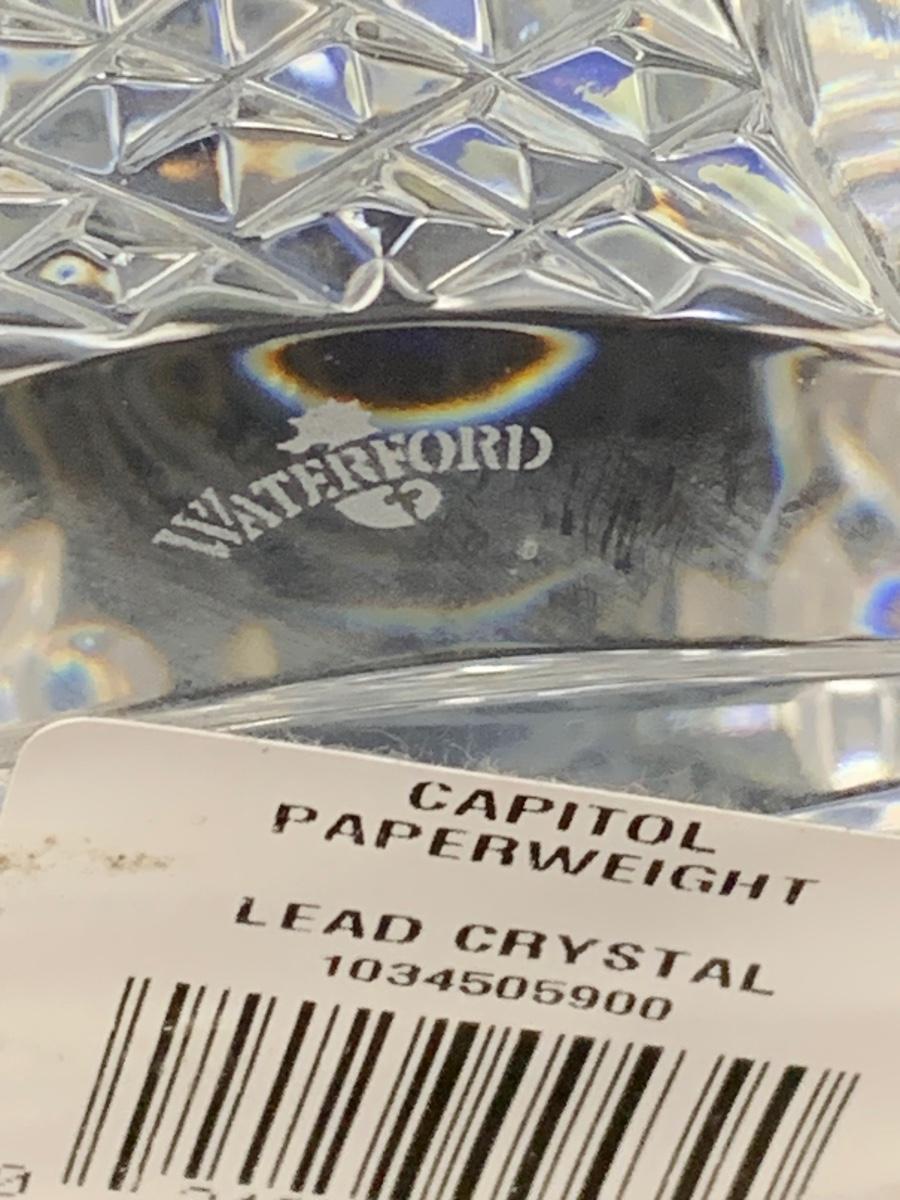 WATERFORD
CAPITOL
PAPERWEIGHT
LEAD CRYSTAL
1034505900